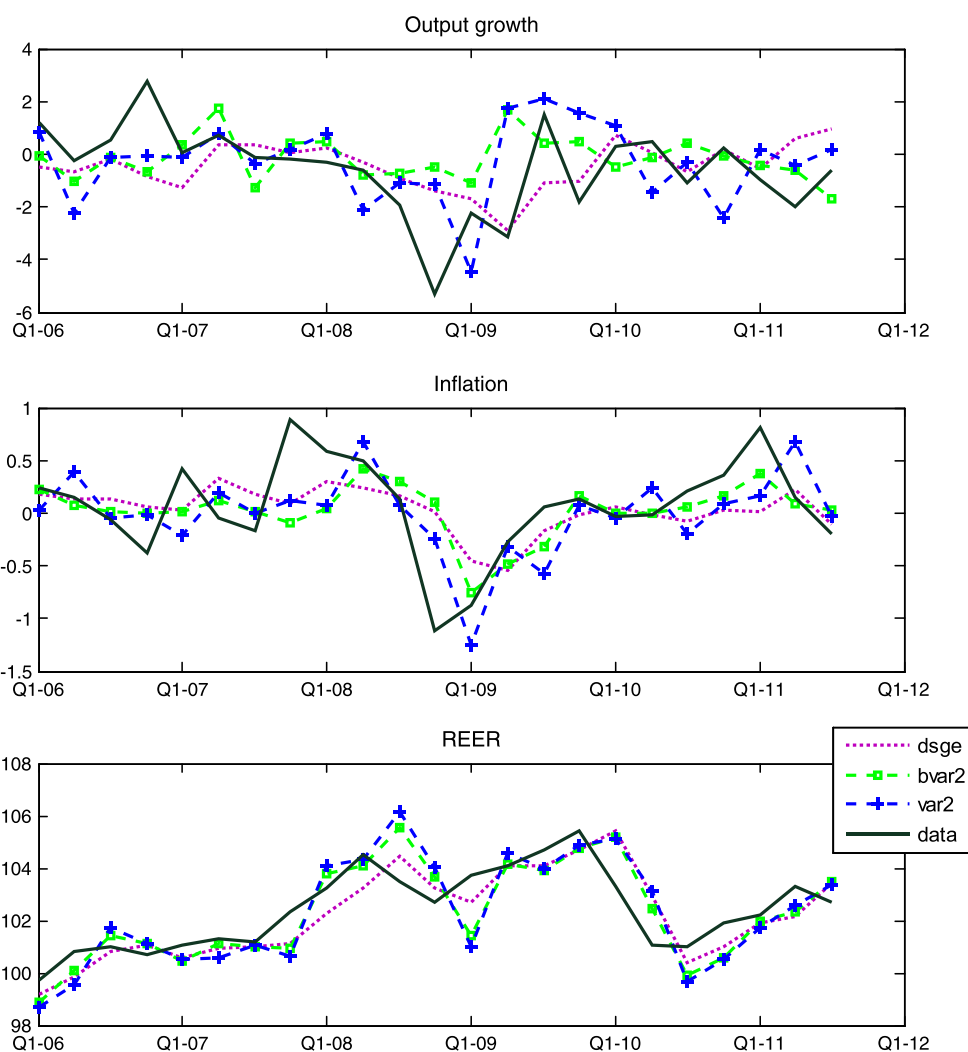 Output growth
4
2
0
-2
-4
-6
Q1-06 Q1-07 Q1-08 Q1-09 Q1-10 Q1-11 Q1-12
Inflation
1
0.5
0
-0.5
-1
-1.5
Q1-06 Q1-07 Q1-08 Q1-09 Q1-10 Q1-11 Q1-12
REER
dsge
bvar2
var2
data
108
106
104
102
100
98
Q1-06 Q1-07 Q1-08 Q1-09 Q1-10 Q1-11 Q1-12